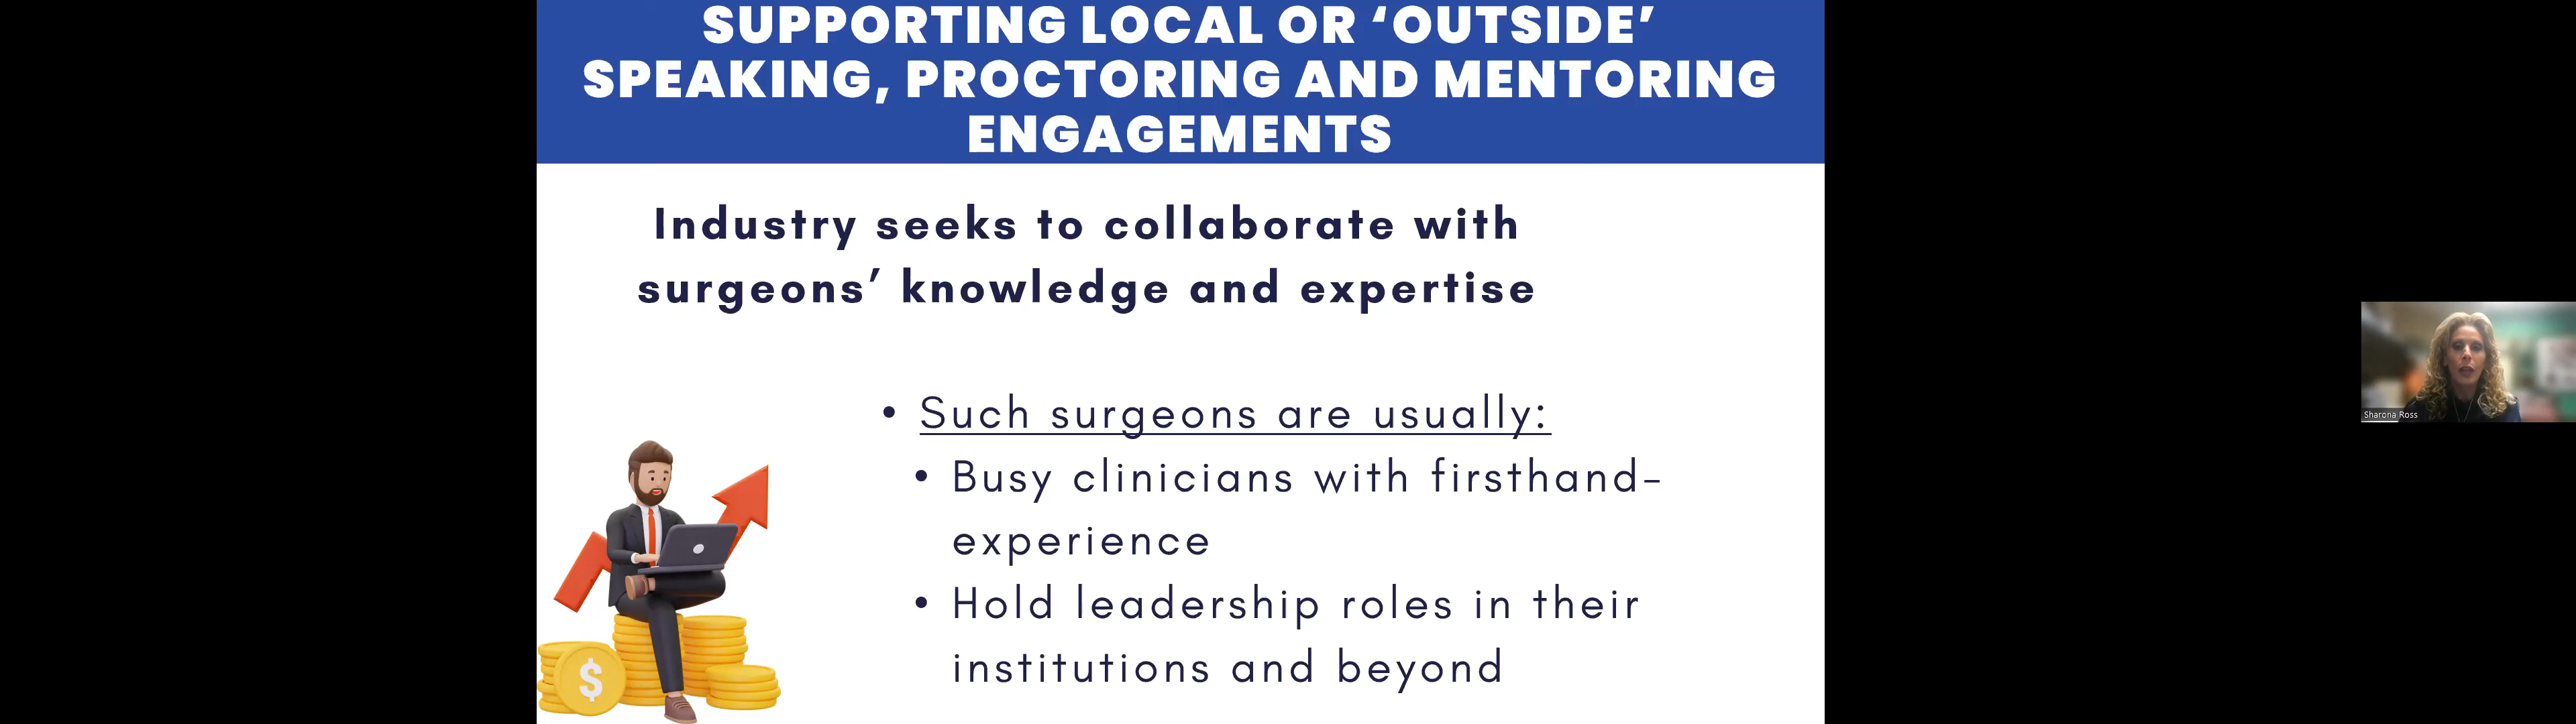 SUPPORTING LOCAL OR ‘OUTSIDE’
SPEAKING, PROCTORING AND MENTORING
ENGAGEMENTS
Industry seeks to collaborate with
surgeons’ knowledge and expertise
• Such surgeons are usually:
• Busy clinicians with firsthand-
experience
• Hold leadership roles in their
institutions and beyond
$
Sharona Ross